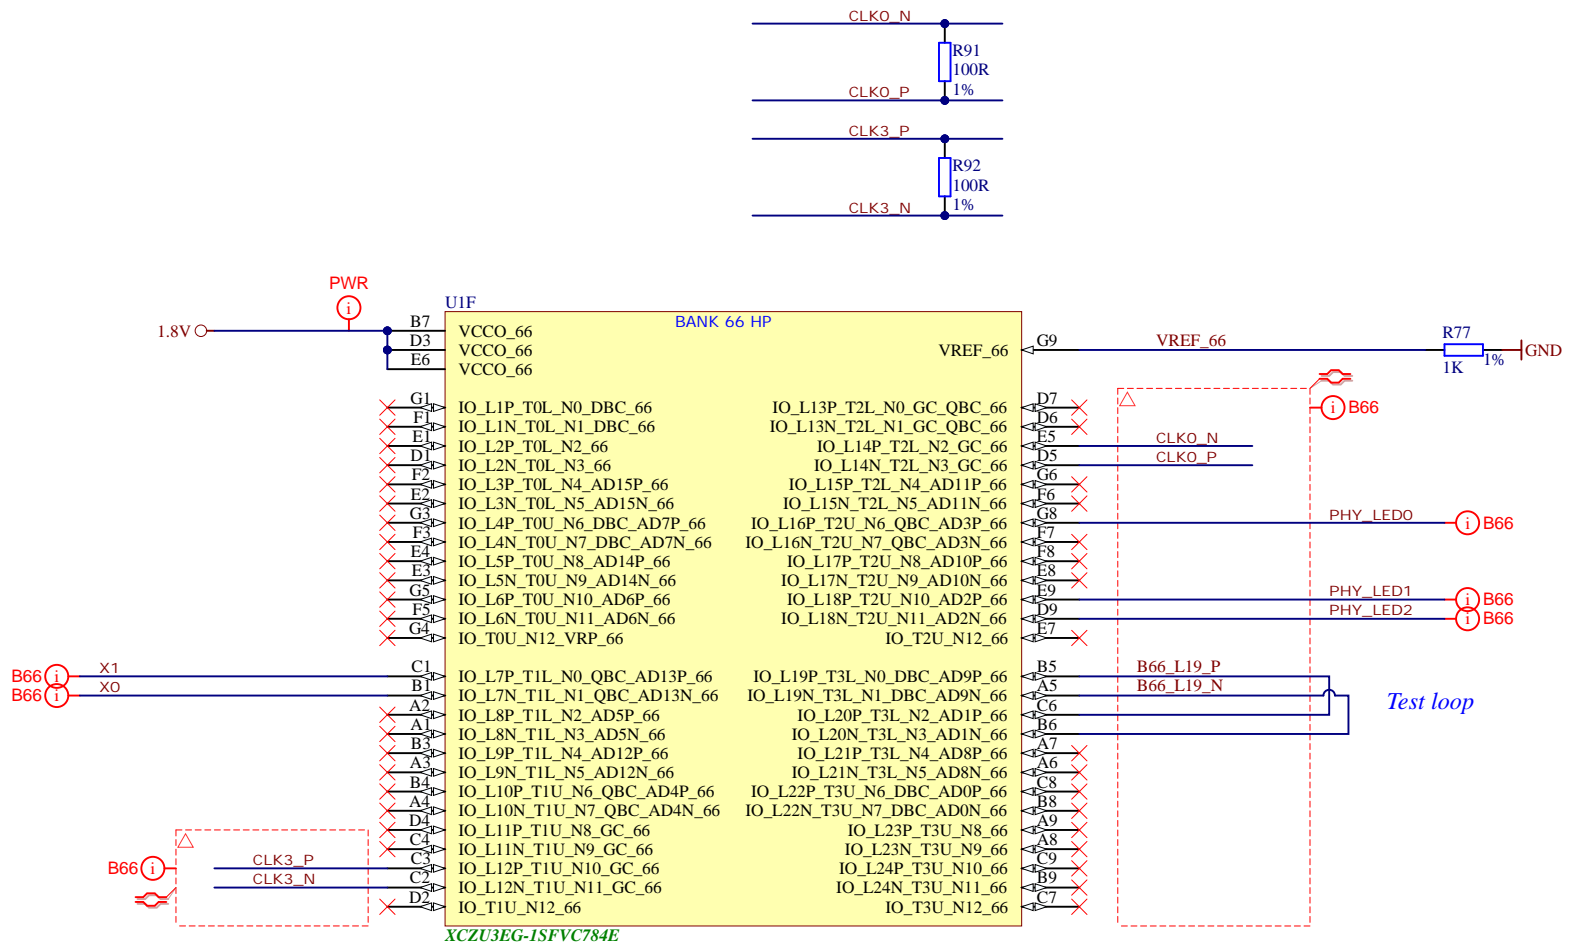 CLK0_N
R91
100R
1%
CLK0_P
CLK3_P
R92
100R
1%
CLK3_N
PWR
i
U1F
BANK 66 HP
1.8V
B7 VCCO_66
D3 VCCO_66
E6 VCCO_66
VREF_66 G9 VREF_66
R77
1K
1%
GND
G1 IO_L1P_T0L_N0_DBC_66
F1 IO_L1N_T0L_N1_DBC_66
E1 IO_L2P_T0L_N2_66
D1 IO_L2N_T0L_N3_66
F2 IO_L3P_T0L_N4_AD15P_66
E2 IO_L3N_T0L_N5_AD15N_66
G3 IO_L4P_T0U_N6_DBC_AD7P_66
F3 IO_L4N_T0U_N7_DBC_AD7N_66
E4 IO_L5P_T0U_N8_AD14P_66
E3 IO_L5N_T0U_N9_AD14N_66
G5 IO_L6P_T0U_N10_AD6P_66
F5 IO_L6N_T0U_N11_AD6N_66
G4 IO_T0U_N12_VRP_66
B66 i X1 C1 IO_L7P_T1L_N0_QBC_AD13P_66
B66 i X0 B1 IO_L7N_T1L_N1_QBC_AD13N_66
A2 IO_L8P_T1L_N2_AD5P_66
A1 IO_L8N_T1L_N3_AD5N_66
B3 IO_L9P_T1L_N4_AD12P_66
A3 IO_L9N_T1L_N5_AD12N_66
B4 IO_L10P_T1U_N6_QBC_AD4P_66
A4 IO_L10N_T1U_N7_QBC_AD4N_66
D4 IO_L11P_T1U_N8_GC_66
C4 IO_L11N_T1U_N9_GC_66
B66 i CLK3_P C3 IO_L12P_T1U_N10_GC_66
CLK3_N C2 IO_L12N_T1U_N11_GC_66
D2 IO_T1U_N12_66
IO_L13P_T2L_N0_GC_QBC_66 D7 i B66
IO_L13N_T2L_N1_GC_QBC_66 D6
IO_L14P_T2L_N2_GC_66 E5 CLK0_N
IO_L14N_T2L_N3_GC_66 D5 CLK0_P
IO_L15P_T2L_N4_AD11P_66 G6
IO_L15N_T2L_N5_AD11N_66 F6
IO_L16P_T2U_N6_QBC_AD3P_66 G8 PHY_LED0 i B66
IO_L16N_T2U_N7_QBC_AD3N_66 F7
IO_L17P_T2U_N8_AD10P_66 F8
IO_L17N_T2U_N9_AD10N_66 E8
IO_L18P_T2U_N10_AD2P_66 E9 PHY_LED1 i B66
IO_L18N_T2U_N11_AD2N_66 D9 PHY_LED2 i B66
IO_T2U_N12_66 E7
IO_L19P_T3L_N0_DBC_AD9P_66 B5 B66_L19_P
IO_L19N_T3L_N1_DBC_AD9N_66 A5 B66_L19_N
Test loop
IO_L20P_T3L_N2_AD1P_66 C6
IO_L20N_T3L_N3_AD1N_66 B6
IO_L21P_T3L_N4_AD8P_66 A7
IO_L21N_T3L_N5_AD8N_66 A6
IO_L22P_T3U_N6_DBC_AD0P_66 C8
IO_L22N_T3U_N7_DBC_AD0N_66 B8
IO_L23P_T3U_N8_66 A9
IO_L23N_T3U_N9_66 A8
IO_L24P_T3U_N10_66 C9
IO_L24N_T3U_N11_66 B9
IO_T3U_N12_66 C7
XCZU3EG-1SFVC784E